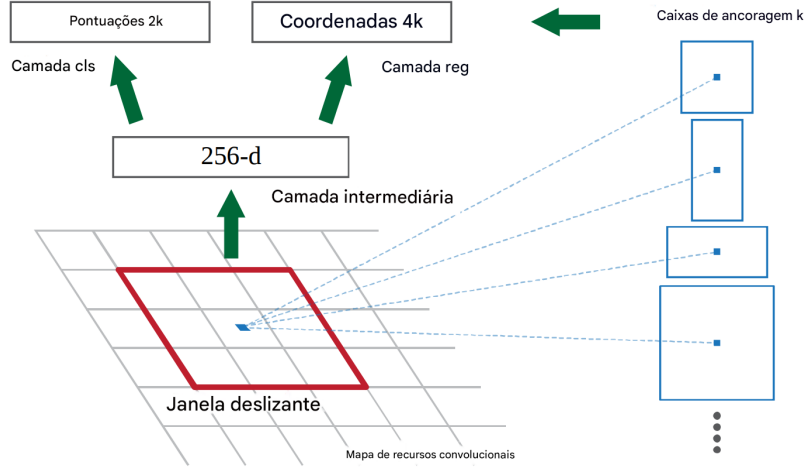 Pontuações 2k
Coordenadas 4k
Caixas de ancoragem k
Camada cls
Camada reg
256-d
Camada intermediária
Janela deslizante
Mapa de recursos convolucionais